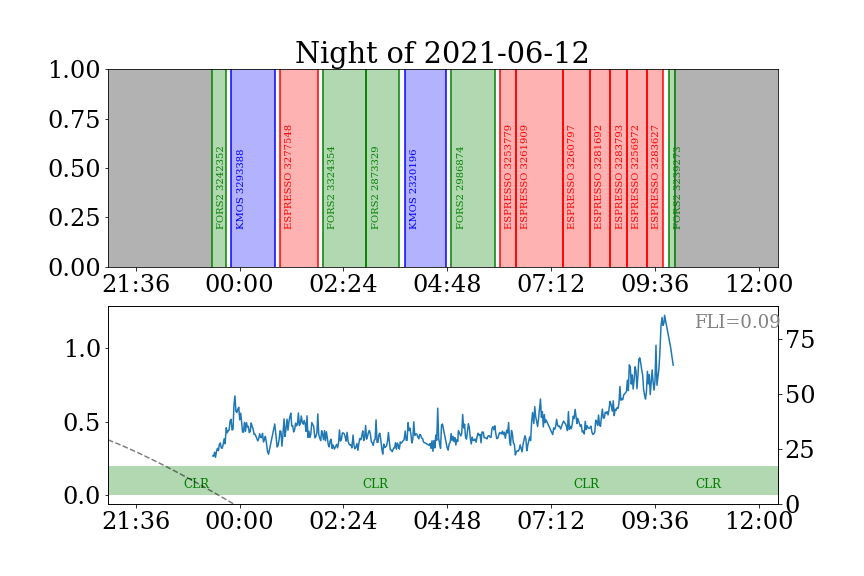 Night of 2021-06-12
1.00
0.75
0.50
0.25
0.00
FORS2 3242352
KMOS 3293388
ESPRESSO 3277548
FORS2 3324354
FORS2 2873329
KMOS 2320196
FORS2 2986874
ESPRESSO 3253779
ESPRESSO 3261909
ESPRESSO 3260797
ESPRESSO 3281692
ESPRESSO 3283793
ESPRESSO 3256972
ESPRESSO 3283627
FORS2 3239273
21:36 00:00 02:24 04:48 07:12 09:36 12:00
FLI=0.09
1.0
0.5
0.0
75
50
25
0
CLR CLR CLR CLR
21:36 00:00 02:24 04:48 07:12 09:36 12:00